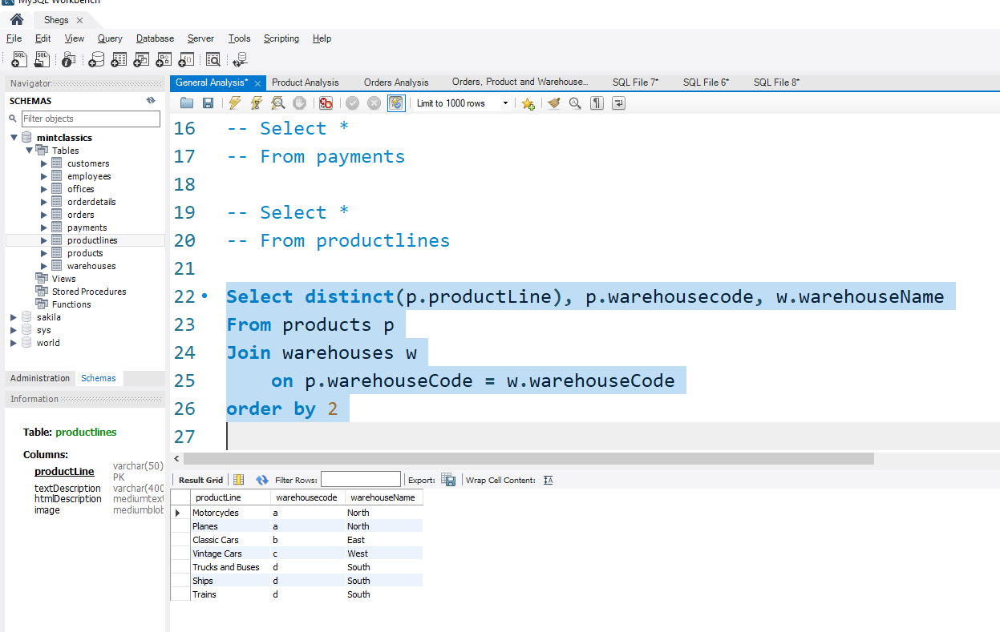 MySQL Workbench
Shegs
File Edit View Query Database Server Tools Scripting Help
Navigator
SCHEMAS
Filter objects
mintclassics
Tables
customers
employees
offices
orderdetails
orders
payments
productlines
products
warehouses
Views
Stored Procedures
Functions
sakila
sys
world
Administration Schemas
Information
Table: productlines
Columns:
productLine varchar(50) PK
textDescription varchar(400
htmlDescription mediumtext
image mediumblob
General Analysis* Product Analysis Orders Analysis Orders, Product and Warehouse... SQL File 7* SQL File 6* SQL File 8*
Limit to 1000 rows
16 -- Select *
17 -- From payments
18
19 -- Select *
20 -- From productlines
21
22 Select distinct(p.productLine), p.warehousecode, w.warehouseName
23 From products p
24 Join warehouses w
25 on p.warehouseCode = w.warehouseCode
26 order by 2
27
Result Grid Filter Rows: Export: Wrap Cell Content: IA
productLine warehousecode warehouseName
Motorcycles a North
Planes a North
Classic Cars b East
Vintage Cars c West
Trucks and Buses d South
Ships d South
Trains d South